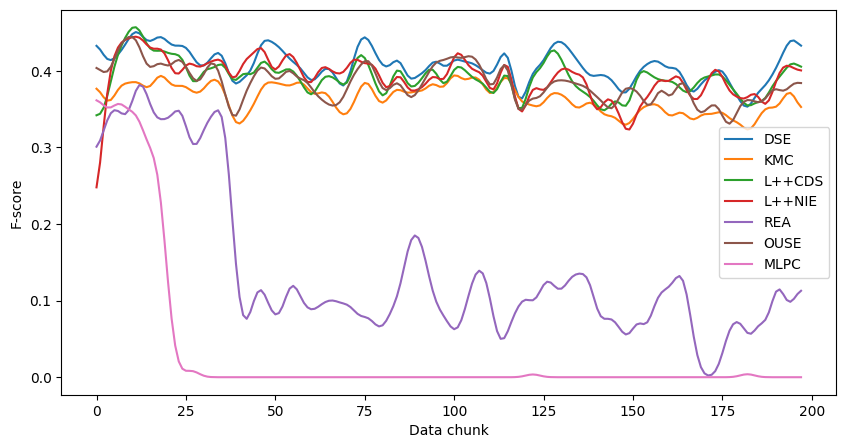 F-score
0.4
0.3
0.2
0.1
0.0
0 25 50 75 100 125 150 175 200
Data chunk
DSE
KMC
L++CDS
L++NIE
REA
OUSE
MLPC